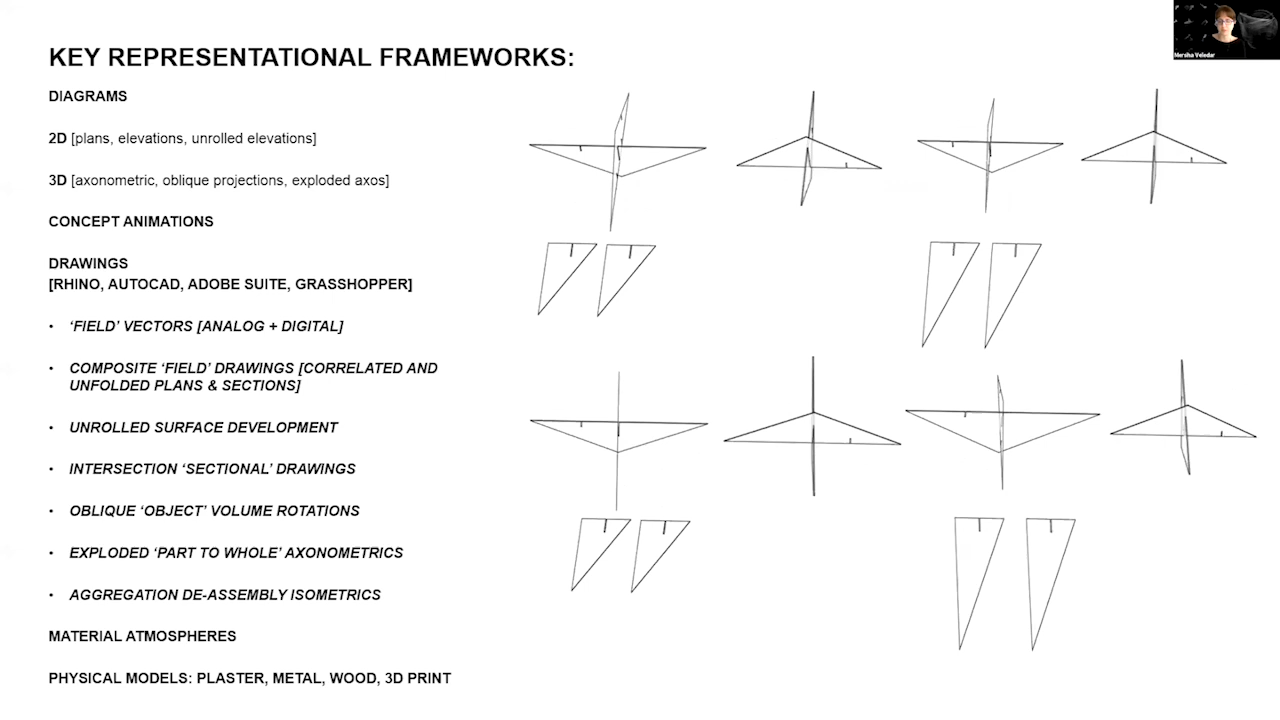 KEY REPRESENTATIONAL FRAMEWORKS:
DIAGRAMS
2D [plans, elevations, unrolled elevations]
3D [axonometric, oblique projections, exploded axos]
CONCEPT ANIMATIONS
DRAWINGS
[RHINO, AUTOCAD, ADOBE SUITE, GRASSHOPPER]
• ‘FIELD’ VECTORS [ANALOG + DIGITAL]
• COMPOSITE ‘FIELD’ DRAWINGS [CORRELATED AND
UNFOLDED PLANS & SECTIONS]
• UNROLLED SURFACE DEVELOPMENT
• INTERSECTION ‘SECTIONAL’ DRAWINGS
• OBLIQUE ‘OBJECT’ VOLUME ROTATIONS
• EXPLODED ‘PART TO WHOLE’ AXONOMETRICS
• AGGREGATION DE-ASSEMBLY ISOMETRICS
MATERIAL ATMOSPHERES
PHYSICAL MODELS: PLASTER, METAL, WOOD, 3D PRINT